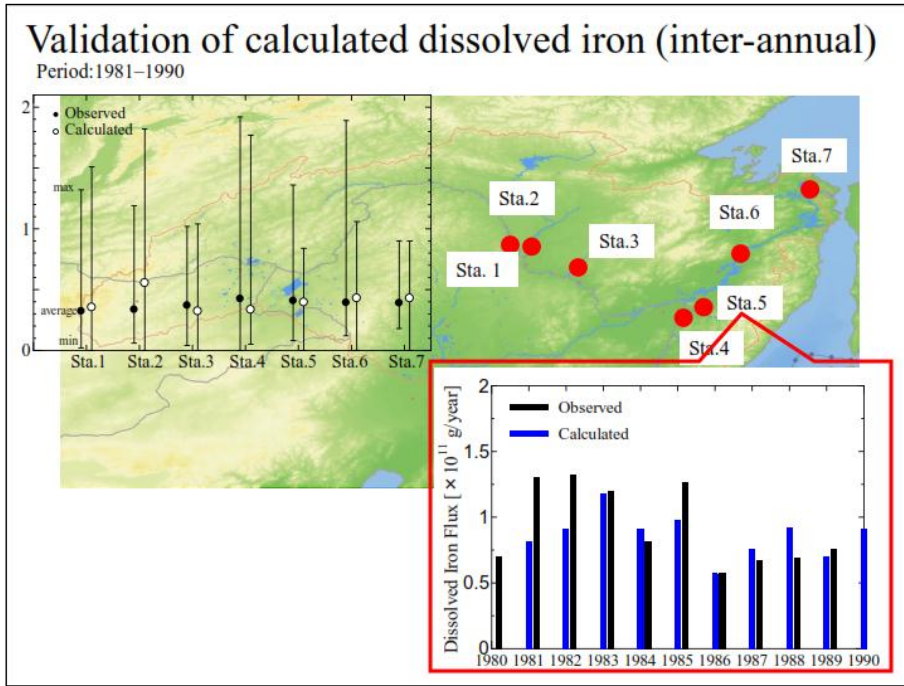 Validation of calculated dissolved iron (inter-annual)
Period:1981–1990
2
1
0
max
average
min
Observed
Calculated
Sta.1 Sta.2 Sta.3 Sta.4 Sta.5 Sta.6 Sta.7
Sta.7
Sta.2
Sta.6
Sta.3
Sta. 1
Sta.5
Sta.4
Dissolved Iron Flux [ × 10¹¹ g/year]
2
1.5
1
0.5
0
Observed
Calculated
1980 1981 1982 1983 1984 1985 1986 1987 1988 1989 1990